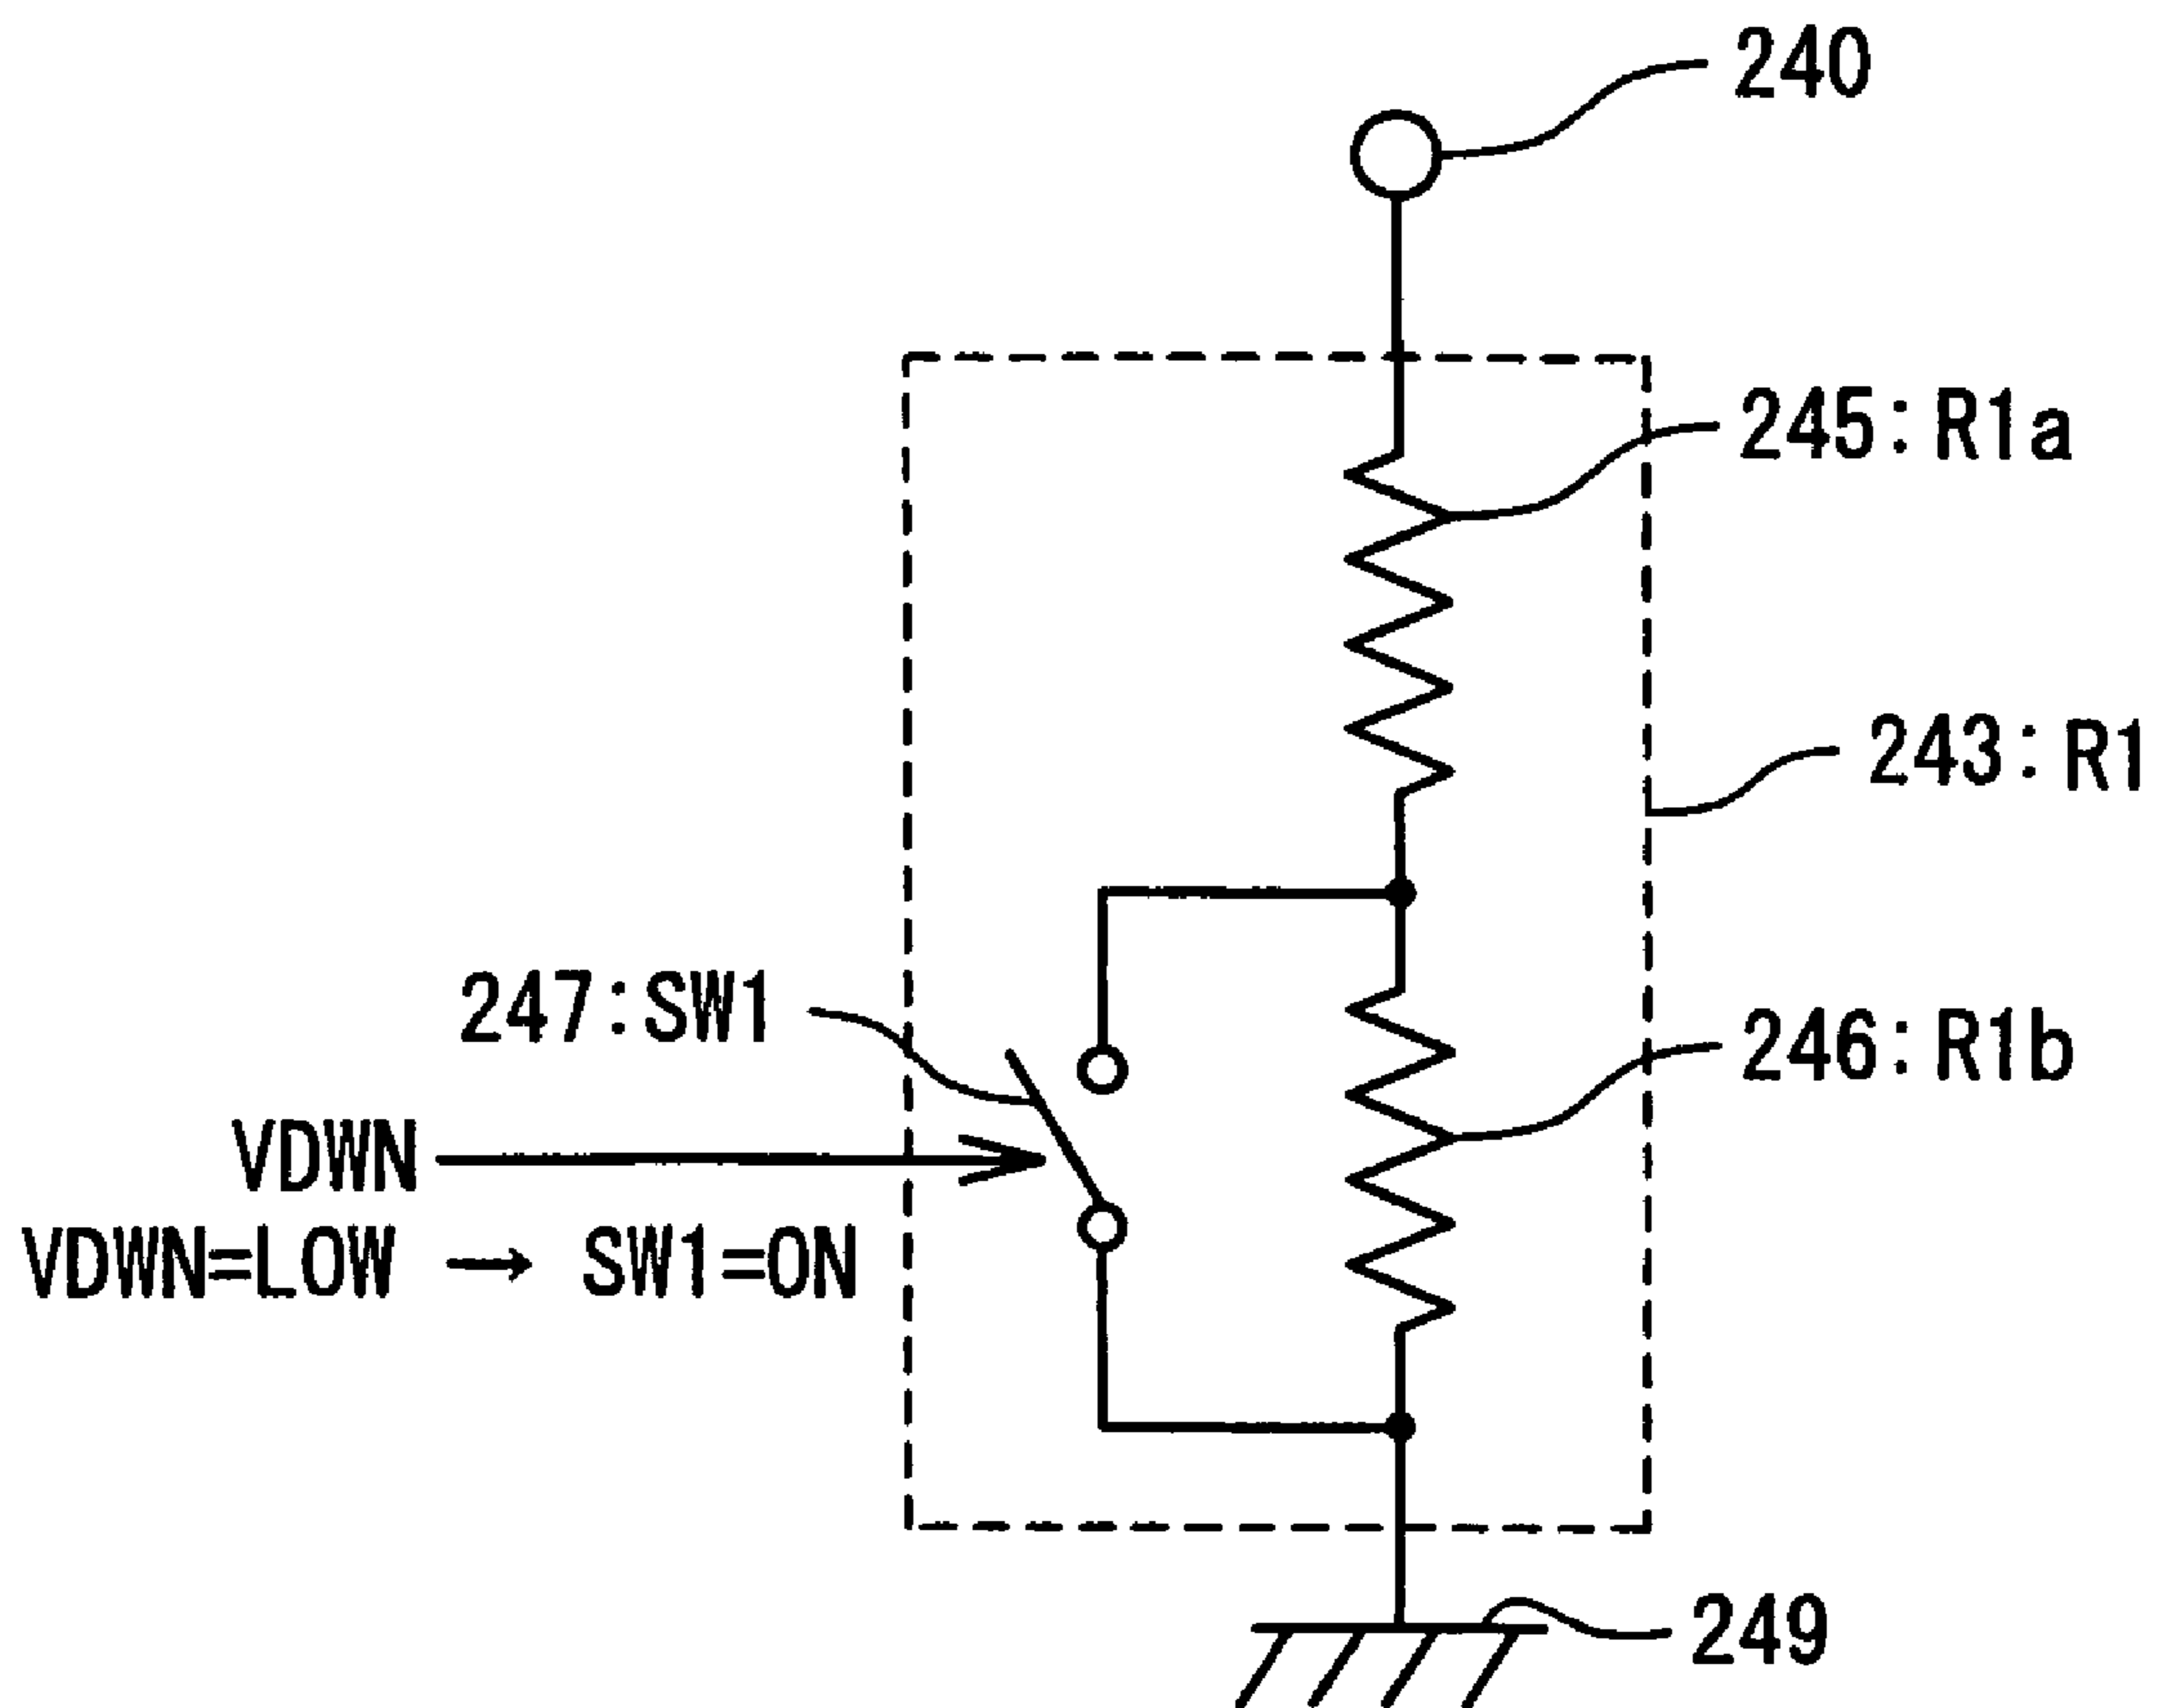 240
245:R1a
243:R1
247:SW1
246:R1b
VDWN
VDWN=LOW → SW1=ON
249